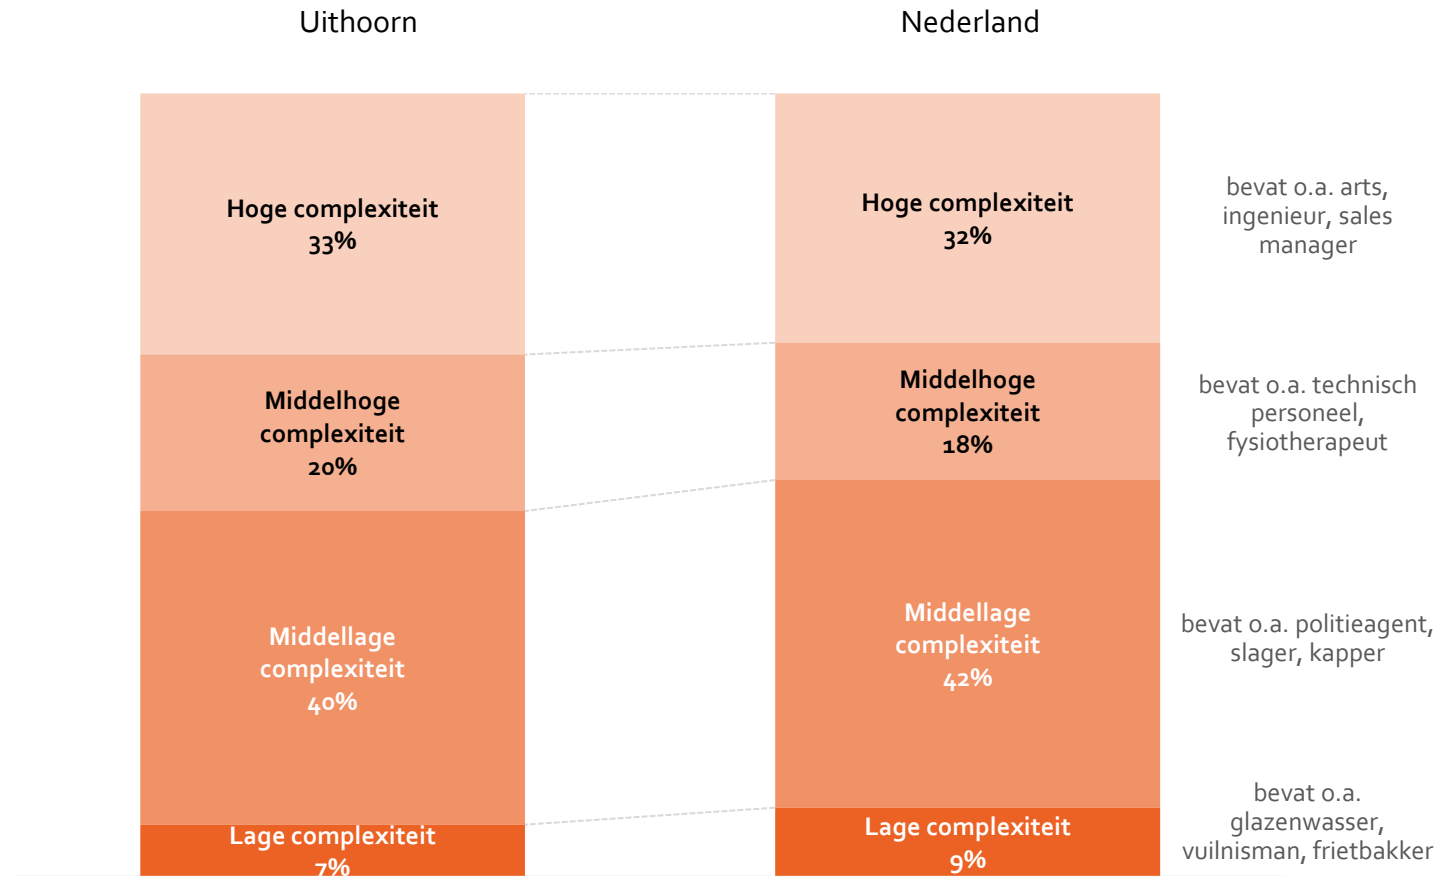 Uithoorn
Nederland
Hoge complexiteit
33%
Hoge complexiteit
32%
bevat o.a. arts,
ingenieur, sales
manager
Middelhoge
complexiteit
20%
Middelhoge
complexiteit
18%
bevat o.a. technisch
personeel,
fysiotherapeut
Middellage
complexiteit
40%
Middellage
complexiteit
42%
bevat o.a. politieagent,
slager, kapper
Lage complexiteit
7%
Lage complexiteit
9%
bevat o.a.
glazenwasser,
vuilnisman, frietbakker